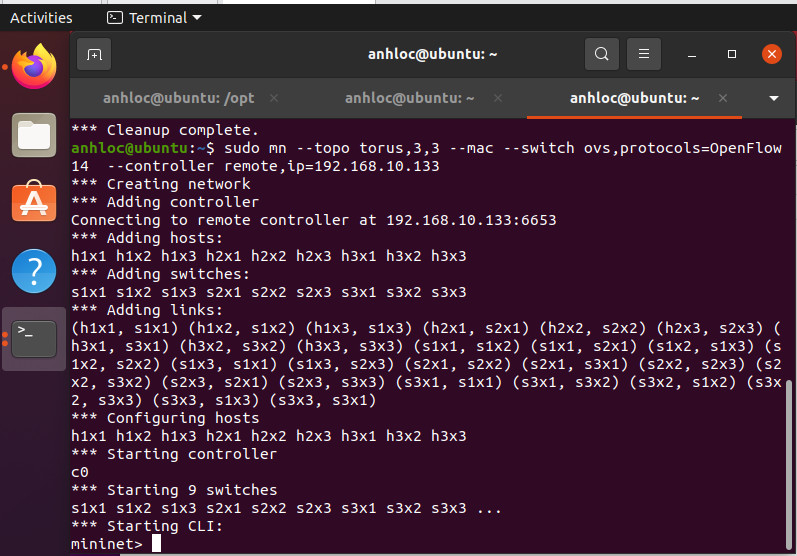 Activities
Terminal
anhloc@ubuntu: ~
anhloc@ubuntu: /opt
anhloc@ubuntu: ~
anhloc@ubuntu: ~
*** Cleanup complete.
anhloc@ubuntu:~$ sudo mn --topo torus,3,3 --mac --switch ovs,protocols=OpenFlow
14  --controller remote,ip=192.168.10.133
*** Creating network
*** Adding controller
Connecting to remote controller at 192.168.10.133:6653
*** Adding hosts:
h1x1 h1x2 h1x3 h2x1 h2x2 h2x3 h3x1 h3x2 h3x3
*** Adding switches:
s1x1 s1x2 s1x3 s2x1 s2x2 s2x3 s3x1 s3x2 s3x3
*** Adding links:
(h1x1, s1x1) (h1x2, s1x2) (h1x3, s1x3) (h2x1, s2x1) (h2x2, s2x2) (h2x3, s2x3) (
h3x1, s3x1) (h3x2, s3x2) (h3x3, s3x3) (s1x1, s1x2) (s1x1, s2x1) (s1x2, s1x3) (s
1x2, s2x2) (s1x3, s1x1) (s1x3, s2x3) (s2x1, s2x2) (s2x1, s3x1) (s2x2, s2x3) (s2
x2, s3x2) (s2x3, s2x1) (s2x3, s3x3) (s3x1, s1x1) (s3x1, s3x2) (s3x2, s1x2) (s3x
2, s3x3) (s3x3, s1x3) (s3x3, s3x1)
*** Configuring hosts
h1x1 h1x2 h1x3 h2x1 h2x2 h2x3 h3x1 h3x2 h3x3
*** Starting controller
c0
*** Starting 9 switches
s1x1 s1x2 s1x3 s2x1 s2x2 s2x3 s3x1 s3x2 s3x3 ...
*** Starting CLI:
mininet>